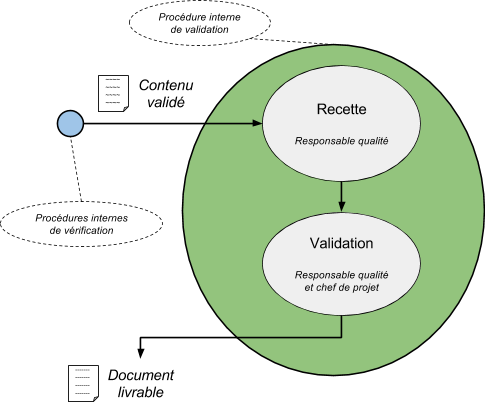 Procédure interne
de validation
Contenu
validé
Recette
Responsable qualité
Procédures internes
de vérification
Validation
Responsable qualité
et chef de projet
Document
livrable